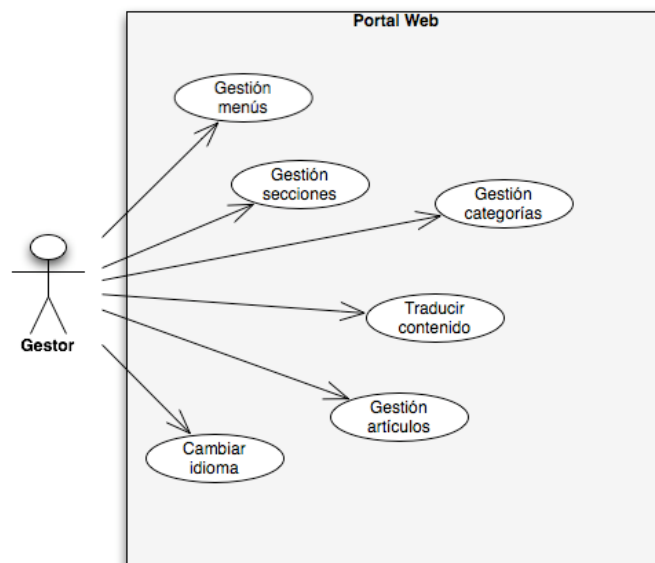 Portal Web
Gestión
menús
Gestión
secciones
Gestión
categorías
Gestor
Traducir
contenido
Gestión
artículos
Cambiar
idioma